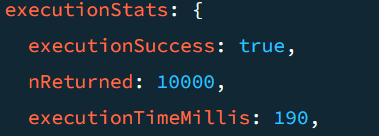 executionStats: {
executionSuccess: true,
nReturned: 10000,
executionTimeMillis: 190,